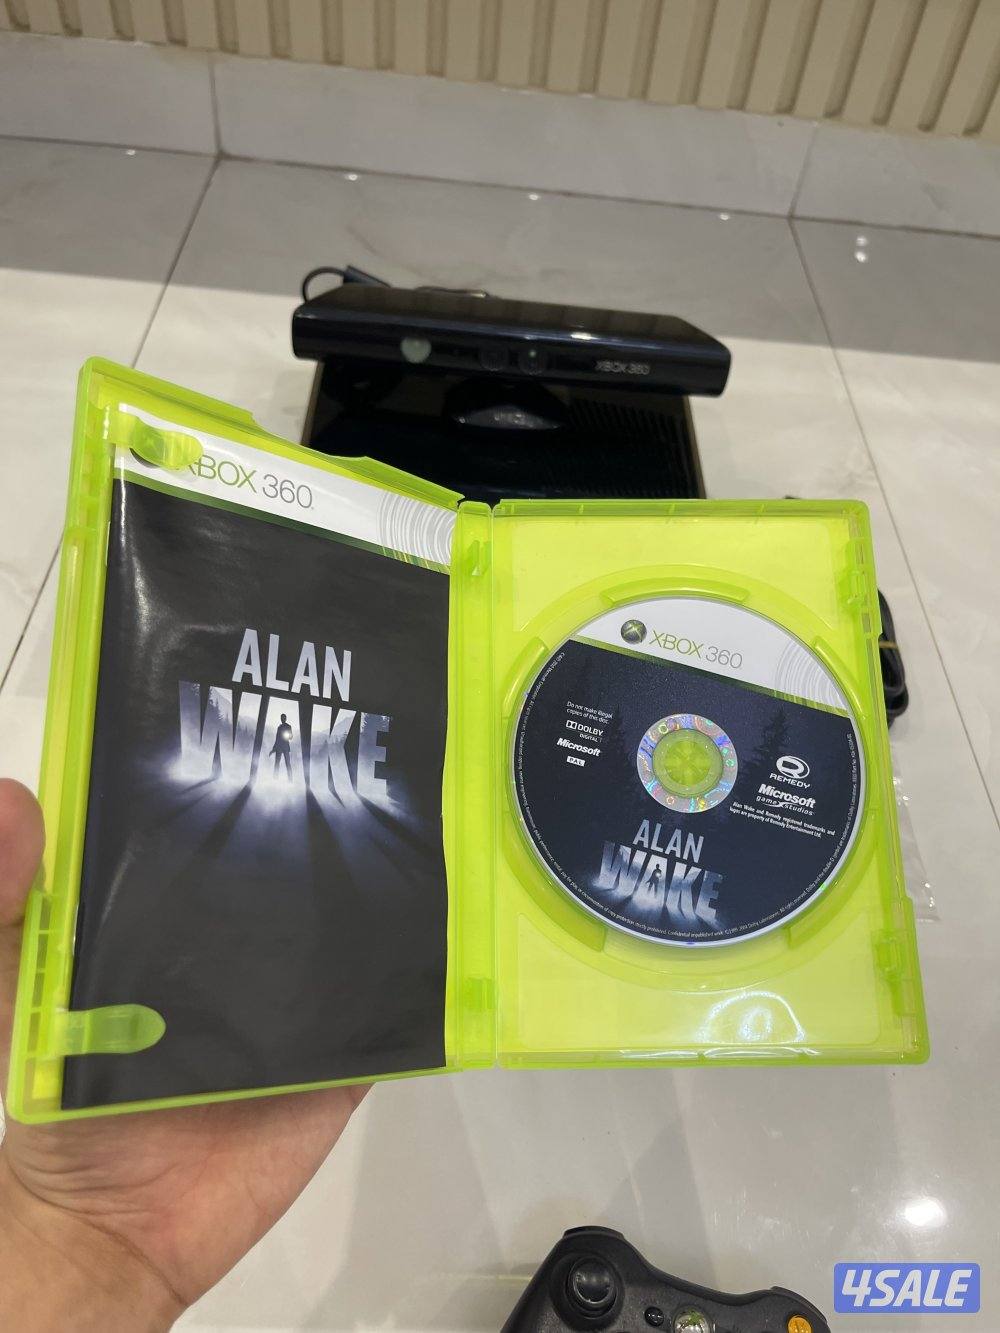 XBOX 360
XBOX 360
ALAN
WAKE
XBOX 360
Do not make illegal
copies of this disc.
DOLBY
DIGITAL
Microsoft
PAL
REMEDY
Microsoft
game studios
Alan Wake and Remedy registered trademarks and
logos are property of Remedy Entertainment Ltd.
ALAN
WAKE
4SALE